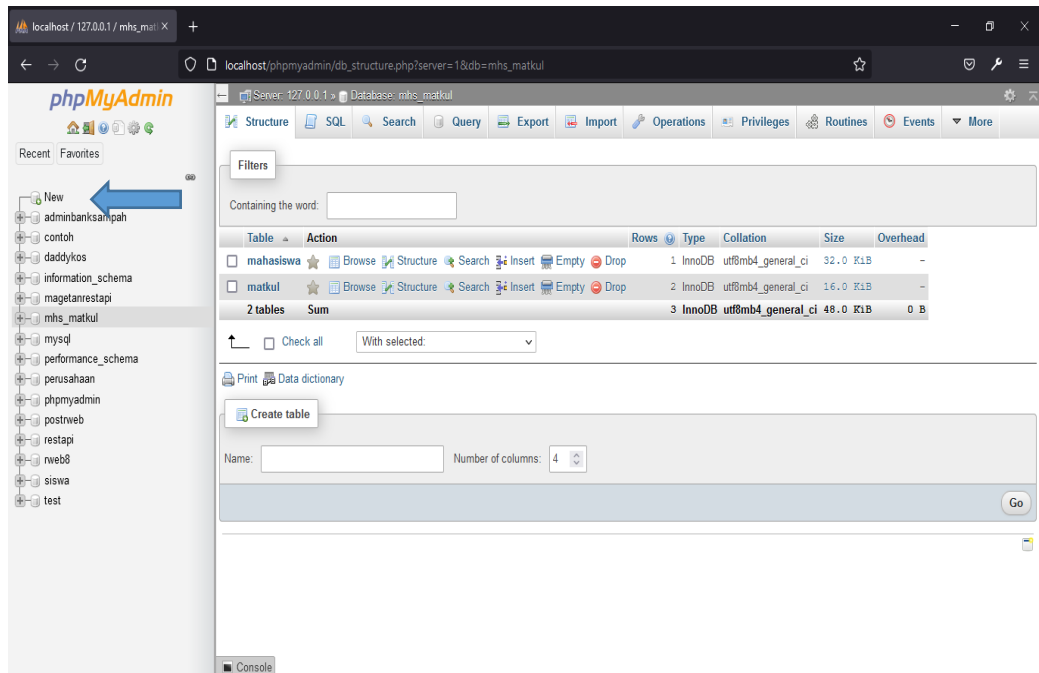 localhost / 127.0.0.1 / mhs_matl
localhost/phpmyadmin/db_structure.php?server=1&db=mhs_matkul
phpMyAdmin
Recent Favorites
New
adminbanksampah
contoh
daddykos
information_schema
magetanrestapi
mhs_matkul
mysql
performance_schema
perusahaan
phpmyadmin
postrweb
restapi
rweb8
siswa
test
Server: 127.0.0.1 » Database: mhs_matkul
Structure SQL Search Query Export Import Operations Privileges Routines Events More
Filters
Containing the word:
Table Action Rows Type Collation Size Overhead
mahasiswa Browse Structure Search Insert Empty Drop 1 InnoDB utf8mb4_general_ci 32.0 KiB -
matkul Browse Structure Search Insert Empty Drop 2 InnoDB utf8mb4_general_ci 16.0 KiB -
2 tables Sum 3 InnoDB utf8mb4_general_ci 48.0 KiB 0 B
Check all With selected:
Print Data dictionary
Create table
Name: Number of columns: 4
Go
Console